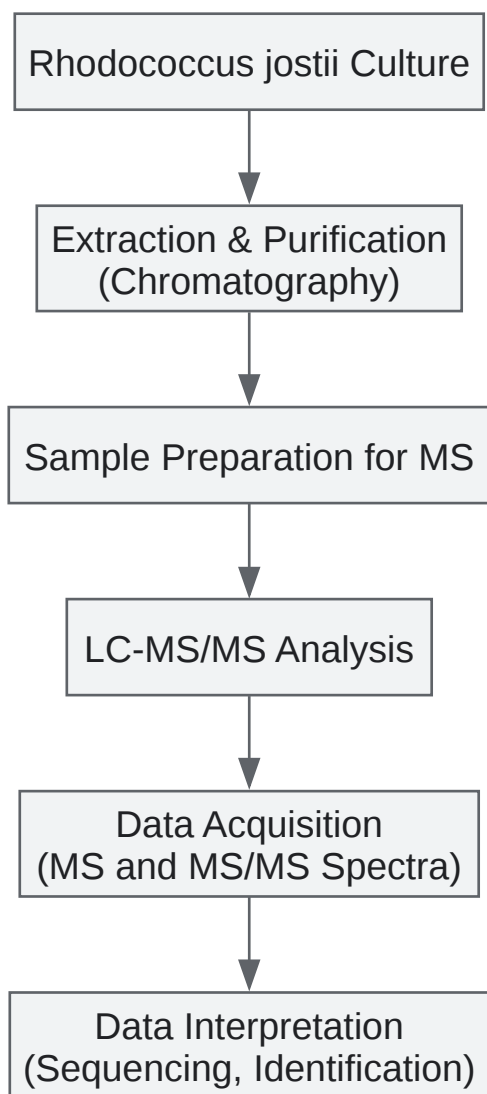 Rhodococcus jostii Culture
Extraction & Purification
(Chromatography)
Sample Preparation for MS
LC-MS/MS Analysis
Data Acquisition
(MS and MS/MS Spectra)
Data Interpretation
(Sequencing, Identification)